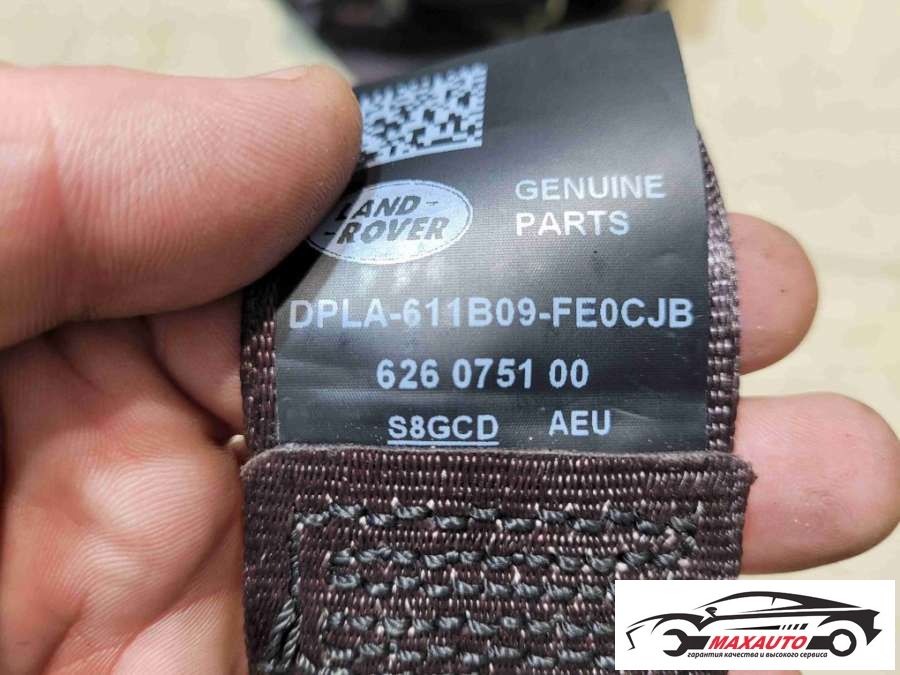 LAND-
-ROVER
GENUINE
PARTS
DPLA-611B09-FE0CJB
626 0751 00
S8GCD AEU
MAXAUTO
гарантия качества и высокого сервиса